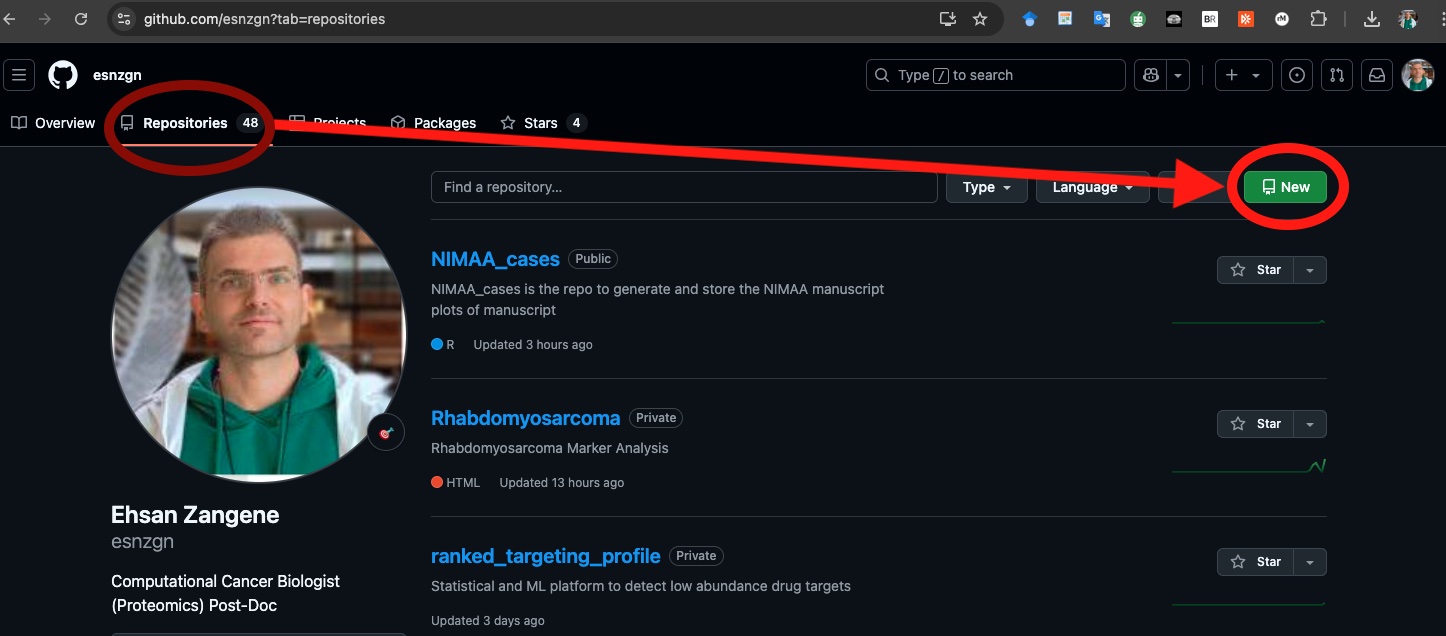 github.com/esnzgn?tab=repositories
esnzgn
Type / to search
Overview Repositories 48 Projects Packages Stars 4
Find a repository... Type Language New
NIMAA_cases Public
Star
NIMAA_cases is the repo to generate and store the NIMAA manuscript
plots of manuscript
R Updated 3 hours ago
Rhabdomyosarcoma Private
Star
Rhabdomyosarcoma Marker Analysis
HTML Updated 13 hours ago
Ehsan Zangene
esnzgn
Computational Cancer Biologist
(Proteomics) Post-Doc
ranked_targeting_profile Private
Star
Statistical and ML platform to detect low abundance drug targets
Updated 3 days ago